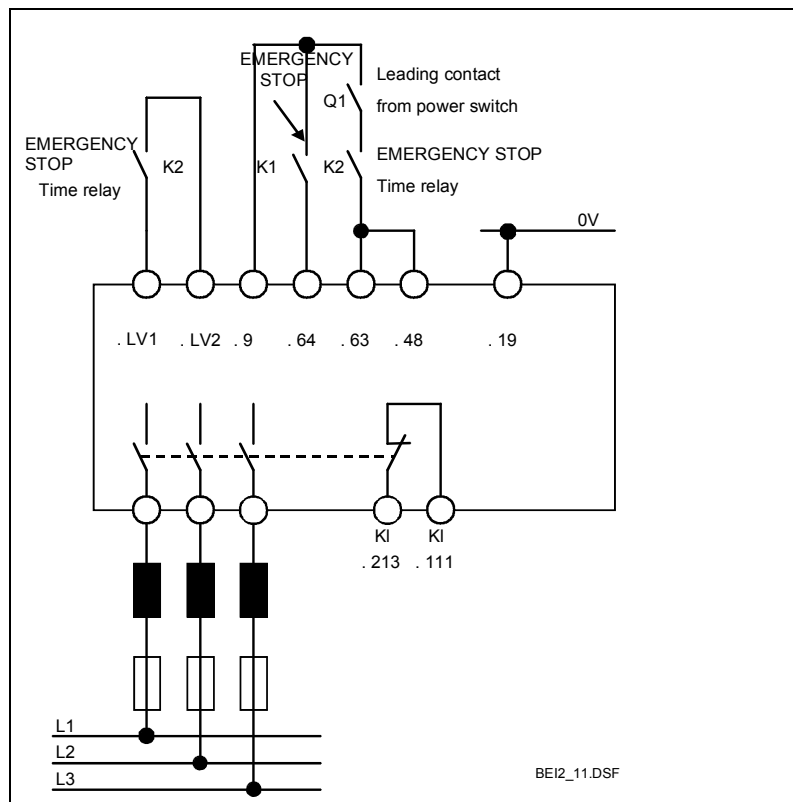 EMERGENCY
STOP
Leading contact
Q1
from power switch
EMERGENCY
STOP
K2
Time relay
K1
K2
EMERGENCY STOP
Time relay
0V
. LV1
. LV2
. 9
. 64
. 63
. 48
. 19
KI
. 213
KI
. 111
L1
L2
L3
BEI2_11.DSF